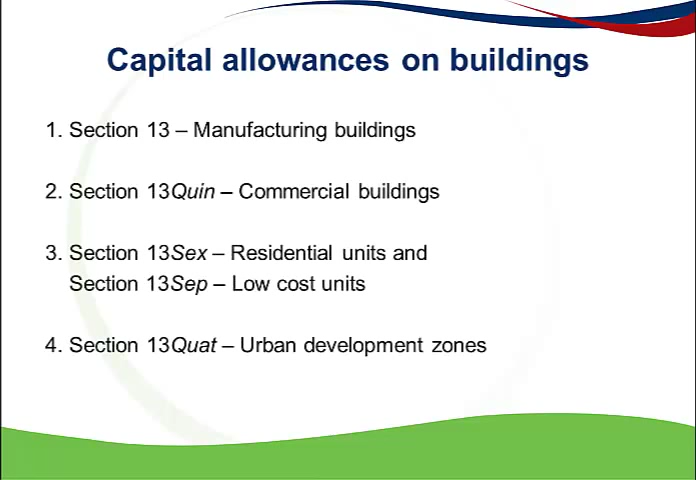 Capital allowances on buildings
1. Section 13 – Manufacturing buildings
2. Section 13Quin – Commercial buildings
3. Section 13Sex – Residential units and
Section 13Sep – Low cost units
4. Section 13Quat – Urban development zones